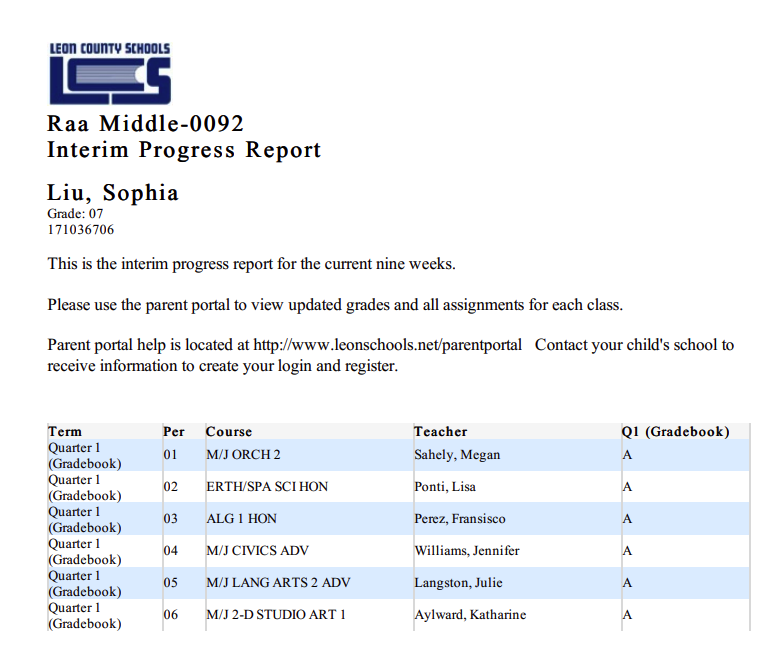 LEON COUNTY SCHOOLS
LCS
Raa Middle-0092
Interim Progress Report
Liu, Sophia
Grade: 07
171036706
This is the interim progress report for the current nine weeks.
Please use the parent portal to view updated grades and all assignments for each class.
Parent portal help is located at http://www.leonschools.net/parentportal   Contact your child's school to
receive information to create your login and register.
Term Per Course Teacher Q1 (Gradebook)
Quarter 1
(Gradebook) 01 M/J ORCH 2 Sahely, Megan A
Quarter 1
(Gradebook) 02 ERTH/SPA SCI HON Ponti, Lisa A
Quarter 1
(Gradebook) 03 ALG 1 HON Perez, Fransisco A
Quarter 1
(Gradebook) 04 M/J CIVICS ADV Williams, Jennifer A
Quarter 1
(Gradebook) 05 M/J LANG ARTS 2 ADV Langston, Julie A
Quarter 1
(Gradebook) 06 M/J 2-D STUDIO ART 1 Aylward, Katharine A